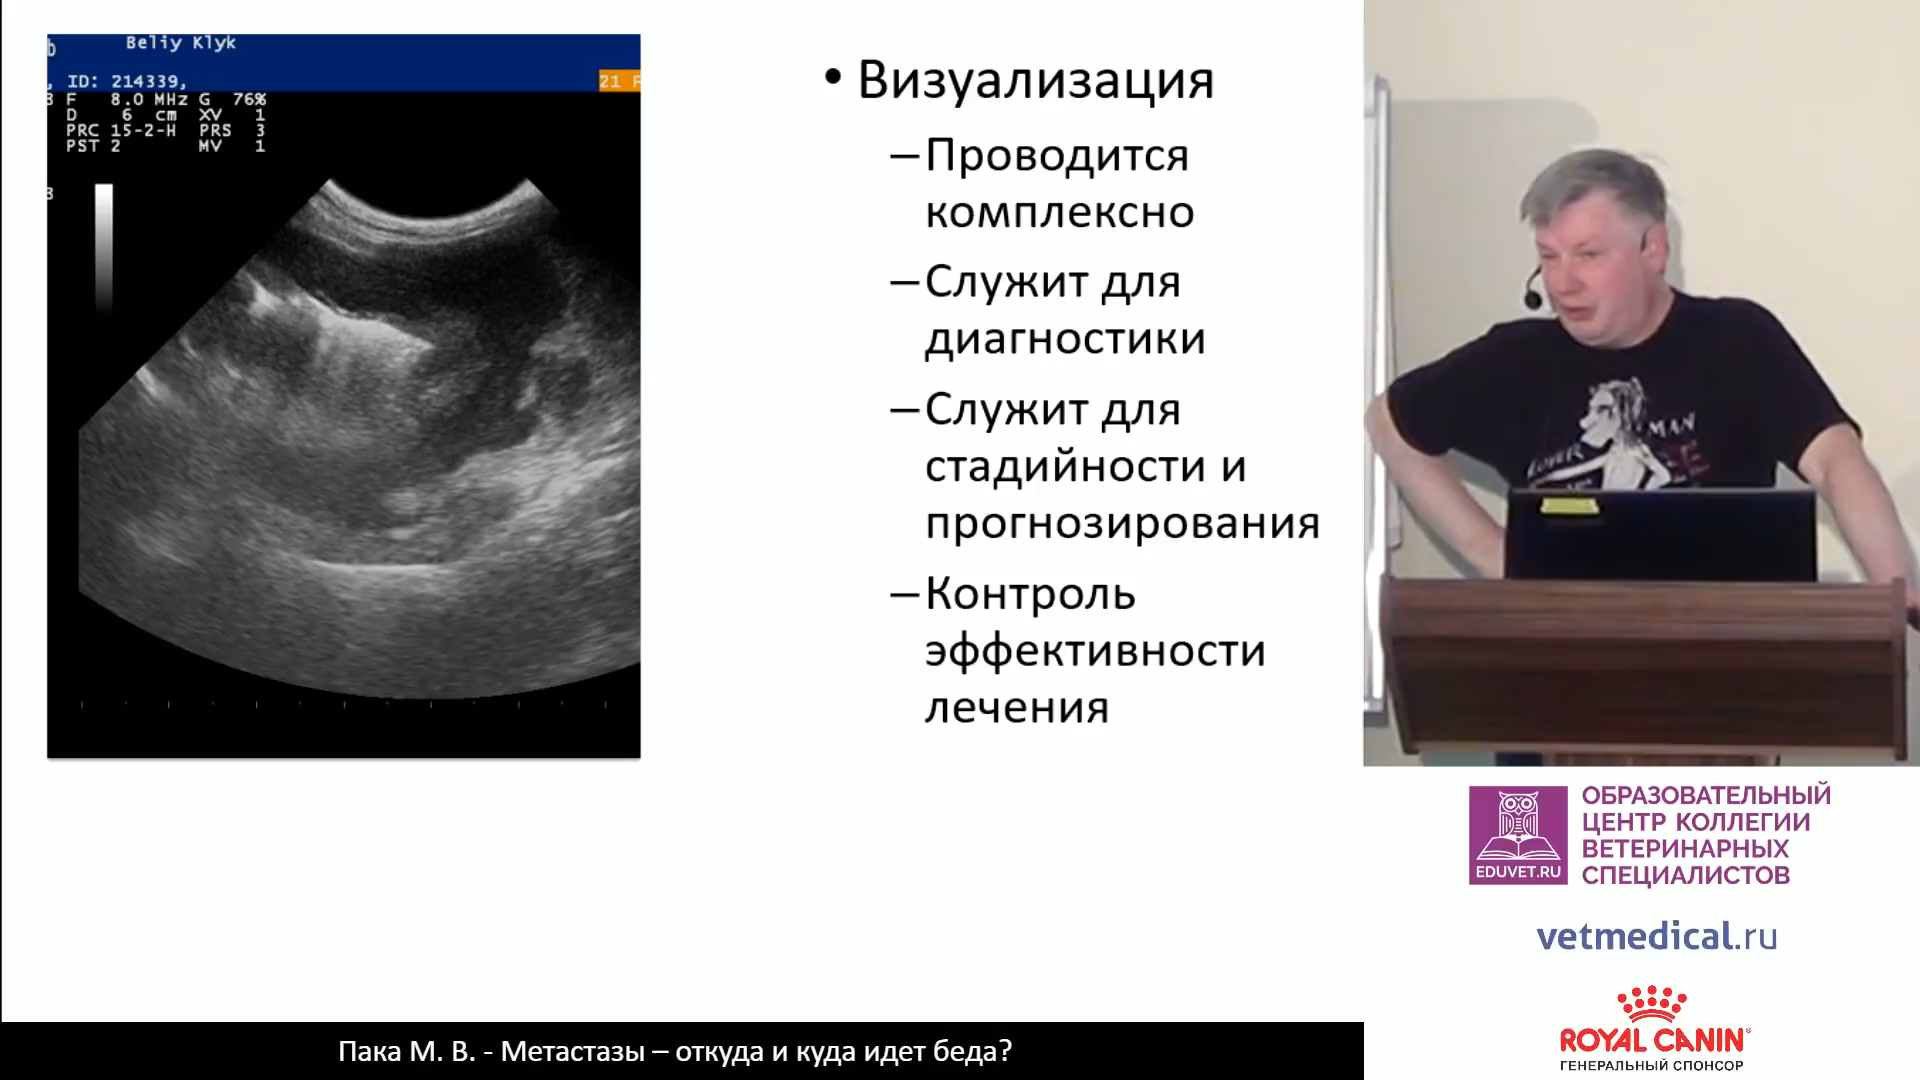 Beliy Klyk
ID: 214339,
21 F
F 8.0 MHz G 76%
D 6 cm XV 1
PRC 15-2-H PRS 3
PST 2 MV 1
• Визуализация
–Проводится
комплексно
–Служит для
диагностики
–Служит для
стадийности и
прогнозирования
–Контроль
эффективности
лечения
MAN
EDUVET.RU
ОБРАЗОВАТЕЛЬНЫЙ
ЦЕНТР КОЛЛЕГИИ
ВЕТЕРИНАРНЫХ
СПЕЦИАЛИСТОВ
vetmedical.ru
ROYAL CANIN®
ГЕНЕРАЛЬНЫЙ СПОНСОР
Пака М. В. - Метастазы – откуда и куда идет беда?